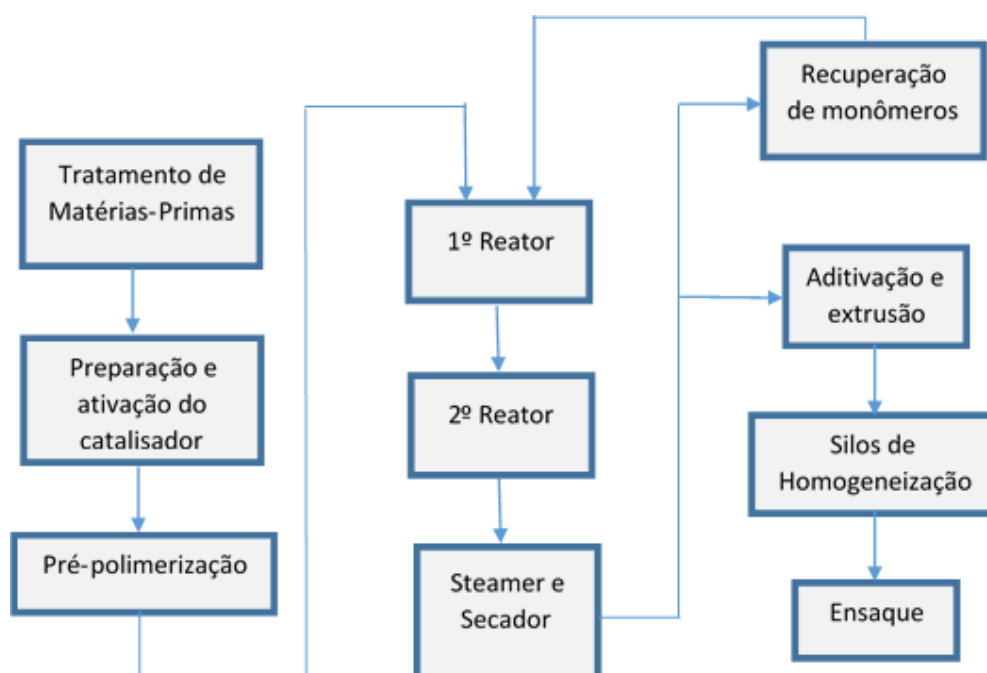 Tratamento de
Matérias-Primas
Preparação e
ativação do
catalisador
Pré-polimerização
1º Reator
2º Reator
Steamer e
Secador
Recuperação
de monômeros
Aditivação e
extrusão
Silos de
Homogeneização
Ensaque